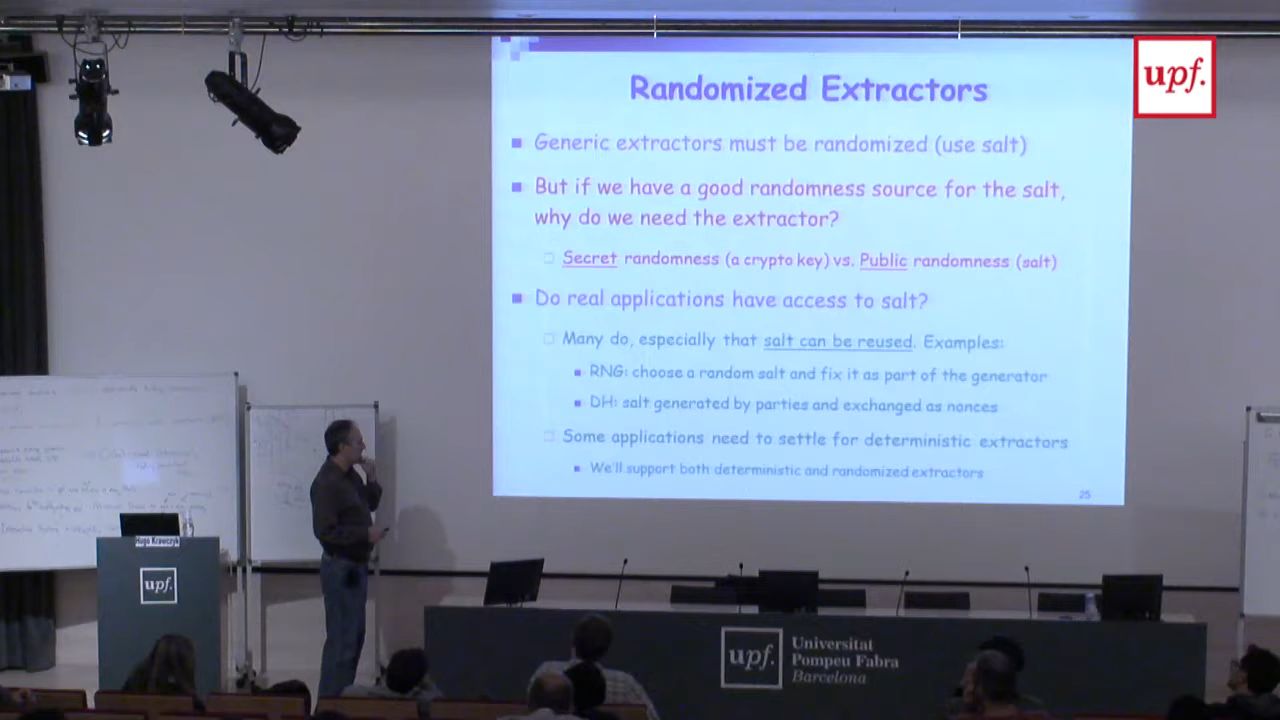 Randomized Extractors
upf.
Generic extractors must be randomized (use salt)
But if we have a good randomness source for the salt,
why do we need the extractor?
Secret randomness (a crypto key) vs. Public randomness (salt)
Do real applications have access to salt?
Many do, especially that salt can be reused. Examples:
RNG: choose a random salt and fix it as part of the generator
DH: salt generated by parties and exchanged as nonces
Some applications need to settle for deterministic extractors
We'll support both deterministic and randomized extractors
25
Hugo Krawczyk
upf.
upf.
Universitat
Pompeu Fabra
Barcelona